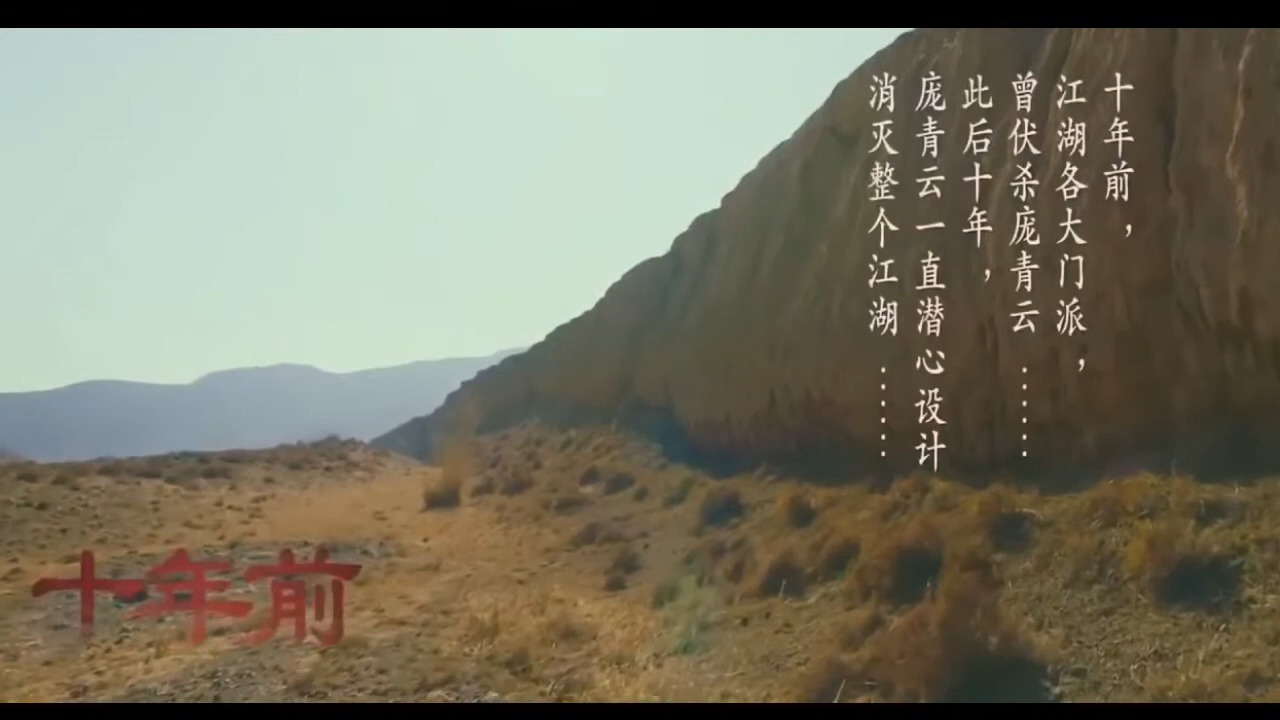 十年前，
江湖各大门派，
曾伏杀庞青云……
此后十年，
庞青云一直潜心设计
消灭整个江湖……
十年前